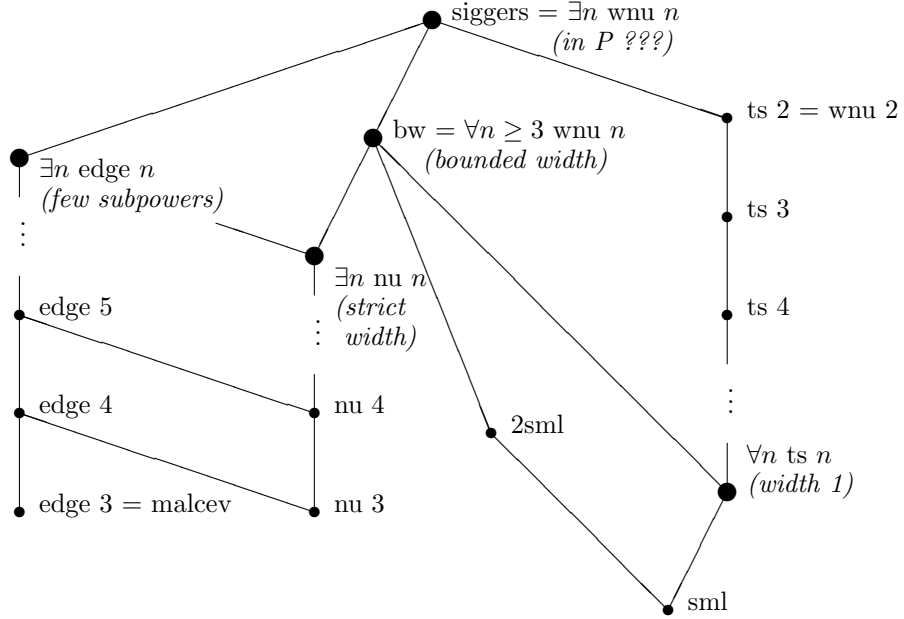 siggers = ∃n wnu n
(in P ???)
ts 2 = wnu 2
bw = ∀n ≥ 3 wnu n
(bounded width)
∃n edge n
(few subpowers)
⋮
ts 3
∃n nu n
(strict
width)
⋮
edge 5
ts 4
⋮
edge 4
nu 4
2sml
∀n ts n
(width 1)
edge 3 = malcev
nu 3
sml